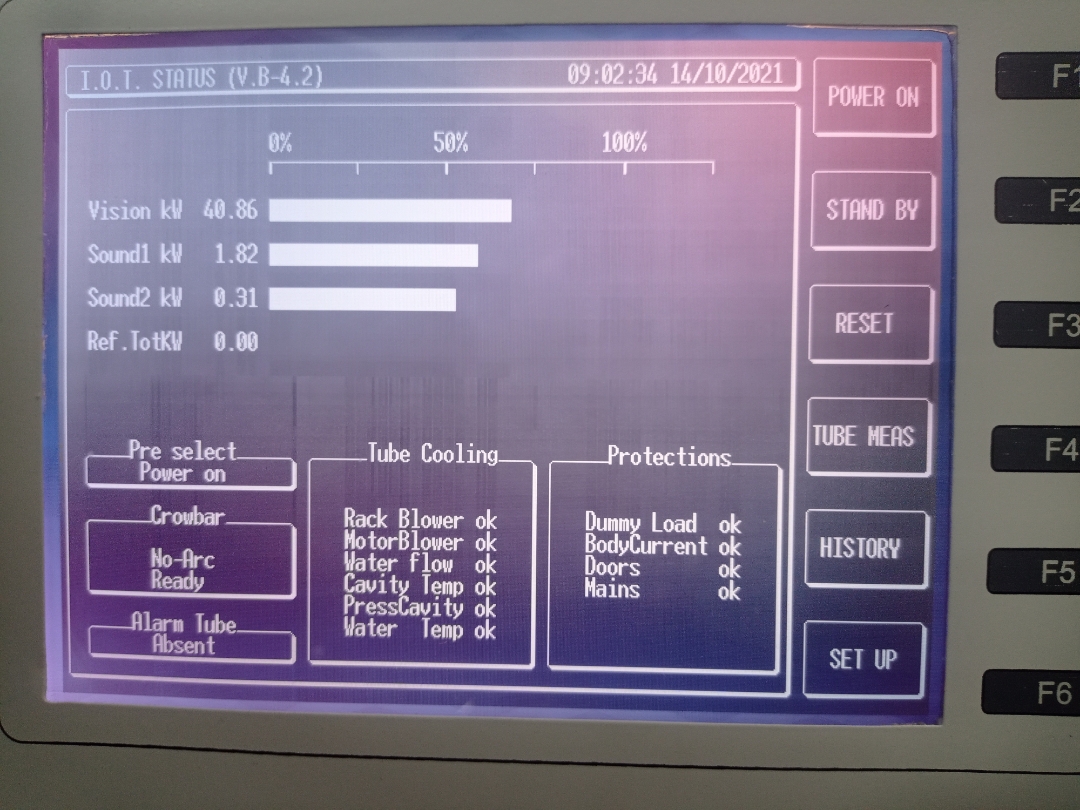 I.O.T. STATUS (V.B-4.2) 09:02:34 14/10/2021
0% 50% 100%
Vision kW 40.86
Sound1 kW 1.82
Sound2 kW 0.31
Ref.TotKW 0.00
Pre select
Power on
Crowbar
No-Arc
Ready
Alarm Tube
Absent
Tube Cooling
Rack Blower ok
MotorBlower ok
Water flow ok
Cavity Temp ok
PressCavity ok
Water Temp ok
Protections
Dummy Load ok
BodyCurrent ok
Doors ok
Mains ok
POWER ON
STAND BY
RESET
TUBE MEAS
HISTORY
SET UP
F1
F2
F3
F4
F5
F6